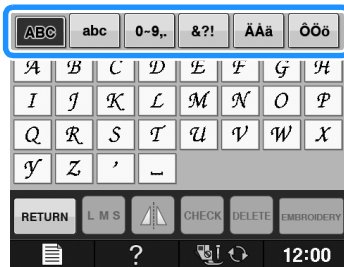 ABC abc 0~9,. &?! ÄÅä ÔÖö
A B C D E F G H
I J K L M N O P
Q R S T U V W X
Y Z ’ ⎵
RETURN L M S CHECK DELETE EMBROIDERY
? 12:00